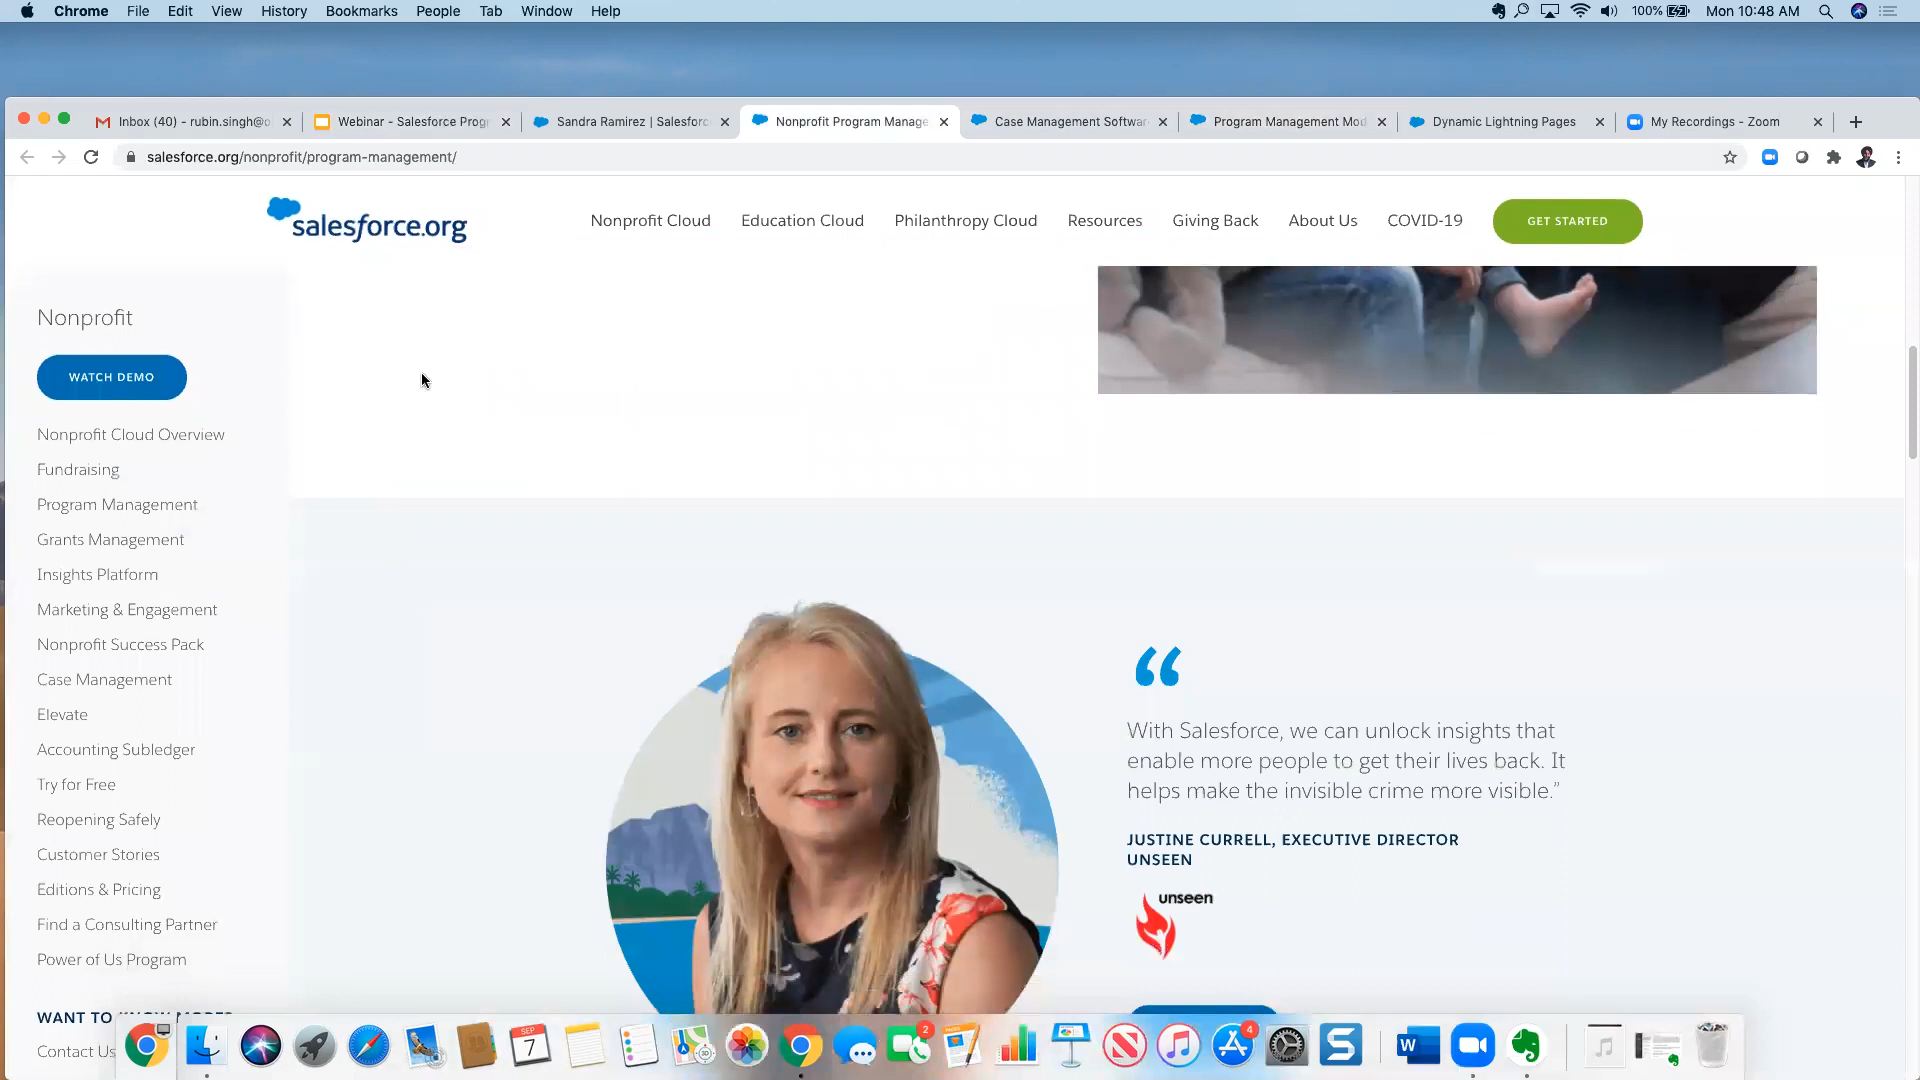 Chrome File Edit View History Bookmarks People Tab Window Help
100% Mon 10:48 AM
Inbox (40) - rubin.singh@o
Webinar - Salesforce Prog
Sandra Ramirez | Salesforc
Nonprofit Program Manage
Case Management Softwar
Program Management Mod
Dynamic Lightning Pages
My Recordings - Zoom
salesforce.org/nonprofit/program-management/
salesforce.org
Nonprofit Cloud
Education Cloud
Philanthropy Cloud
Resources
Giving Back
About Us
COVID-19
GET STARTED
Nonprofit
WATCH DEMO
Nonprofit Cloud Overview
Fundraising
Program Management
Grants Management
Insights Platform
Marketing & Engagement
Nonprofit Success Pack
Case Management
Elevate
Accounting Subledger
Try for Free
Reopening Safely
Customer Stories
Editions & Pricing
Find a Consulting Partner
Power of Us Program
WANT TO KNOW MORE?
Contact Us
“
With Salesforce, we can unlock insights that
enable more people to get their lives back. It
helps make the invisible crime more visible.”
JUSTINE CURRELL, EXECUTIVE DIRECTOR
UNSEEN
unseen
SEP
7
2
PAGES
4
W